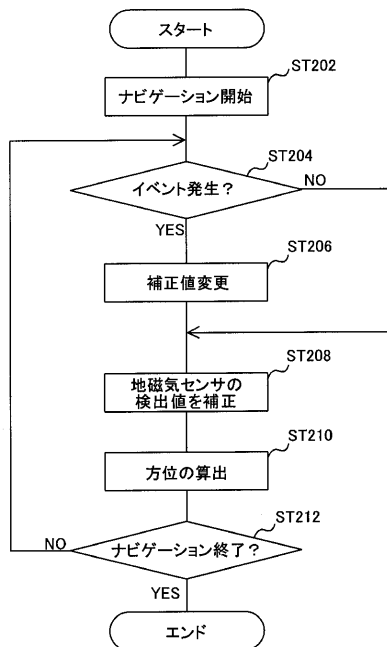 スタート
ST202
ナビゲーション開始
ST204
イベント発生？
NO
YES
ST206
補正値変更
ST208
地磁気センサの
検出値を補正
ST210
方位の算出
ST212
ナビゲーション終了？
NO
YES
エンド